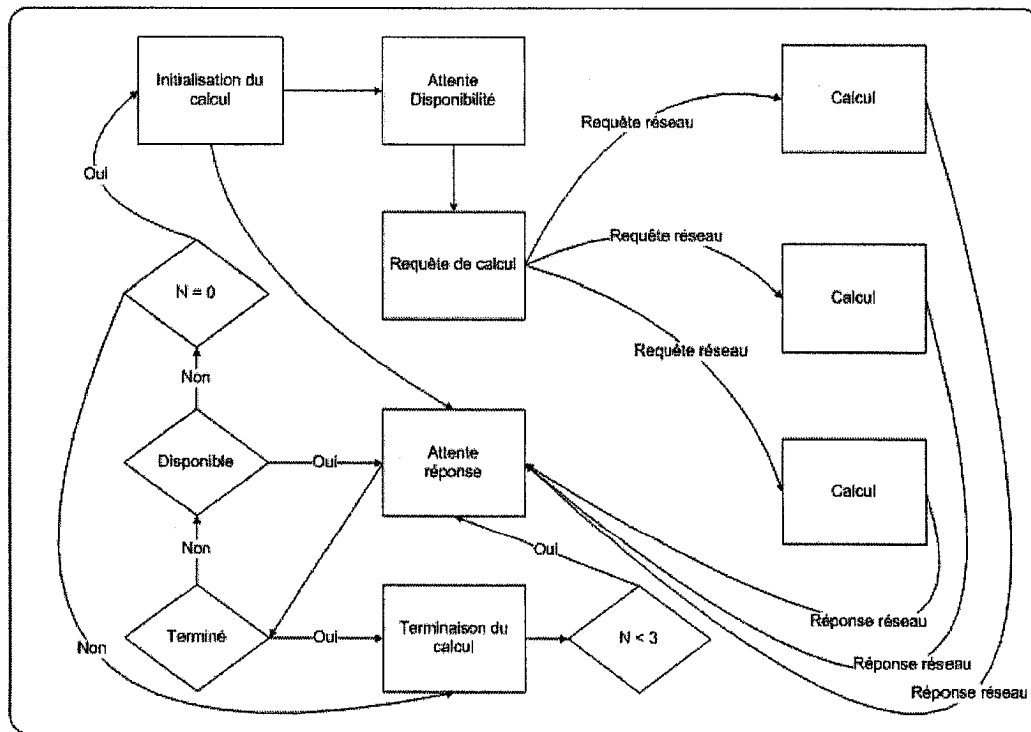 Initialisation du
calcul
Attente
Disponibilité
Calcul
Requête réseau
Oui
Requête de calcul
Requête réseau
N = 0
Calcul
Requête réseau
Non
Disponible
Oui
Attente
réponse
Calcul
Non
Oui
Terminé
Oui
Terminaison du
calcul
N < 3
Non
Réponse réseau
Réponse réseau
Réponse réseau